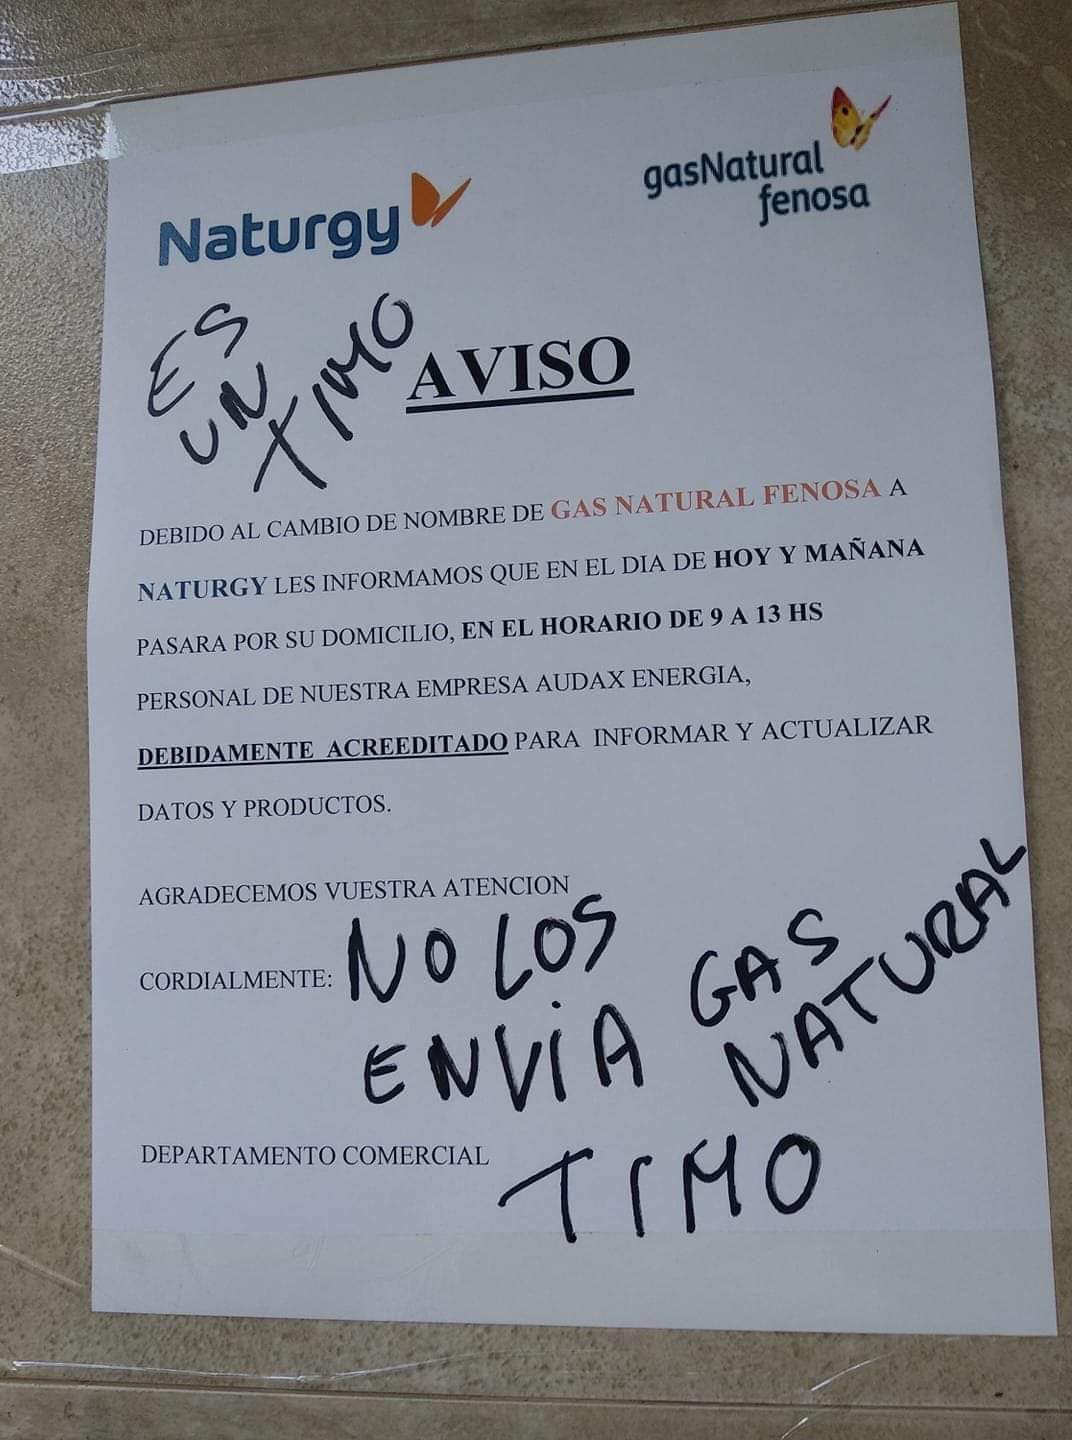 Naturgy
gasNatural
fenosa
ES
UN
TIMO
AVISO
DEBIDO AL CAMBIO DE NOMBRE DE GAS NATURAL FENOSA A
NATURGY LES INFORMAMOS QUE EN EL DIA DE HOY Y MAÑANA
PASARA POR SU DOMICILIO, EN EL HORARIO DE 9 A 13 HS
PERSONAL DE NUESTRA EMPRESA AUDAX ENERGIA,
DEBIDAMENTE ACREEDITADO PARA INFORMAR Y ACTUALIZAR
DATOS Y PRODUCTOS.
AGRADECEMOS VUESTRA ATENCION
CORDIALMENTE:
NO LOS
ENVIA GAS
NATURAL
TIMO
DEPARTAMENTO COMERCIAL